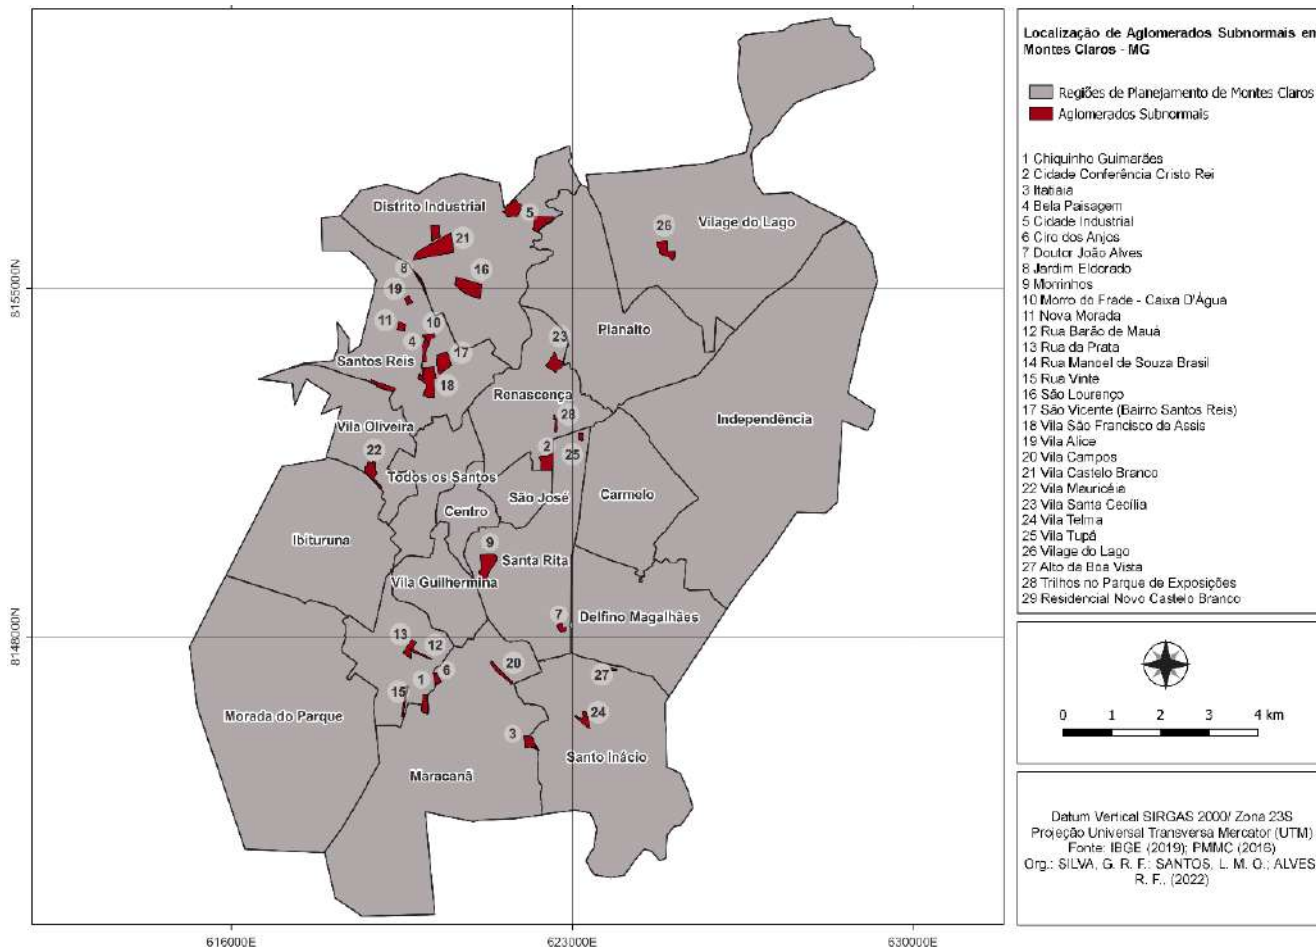 Localização de Aglomerados Subnormais em
Montes Claros - MG
Regiões de Planejamento de Montes Claros
Aglomerados Subnormais
1 Chiquinho Guimarães
2 Cidade Conferência Cristo Rei
3 Itatiaia
4 Bela Paisagem
5 Cidade Industrial
6 Ciro dos Anjos
7 Doutor João Alves
8 Jardim Eldorado
9 Morrinhos
10 Morro do Frade - Caixa D'Água
11 Nova Morada
12 Rua Barão de Mauá
13 Rua da Prata
14 Rua Manoel de Souza Brasil
15 Rua Vinte
16 São Lourenço
17 São Vicente (Bairro Santos Reis)
18 Vila São Francisco de Assis
19 Vila Alice
20 Vila Campos
21 Vila Castelo Branco
22 Vila Mauricéia
23 Vila Santa Cecília
24 Vila Telma
25 Vila Tupã
26 Vilage do Lago
27 Alto da Boa Vista
28 Trilhos no Parque de Exposições
29 Residencial Novo Castelo Branco
0 1 2 3 4 km
Datum Vertical SIRGAS 2000/ Zona 23S
Projeção Universal Transversa Mercator (UTM)
Fonte: IBGE (2019); PMMC (2016)
Org.: SILVA, G. R. F.; SANTOS, L. M. O.; ALVES,
R. F.. (2022)
Distrito Industrial
5
21
26
Vilage do Lago
8
16
19
8155000N
11
10
4
17
23
Planalto
Santos Reis
18
Renascença
28
Independência
Vila Oliveira
22
2
25
Todos os Santos
São José
Carmelo
Centro
Ibituruna
9
Santa Rita
Vila Guilhermina
7
Delfino Magalhães
8148000N
13
12
20
27
1
6
15
24
Morada do Parque
3
Santo Inácio
Maracanã
616000E
623000E
630000E